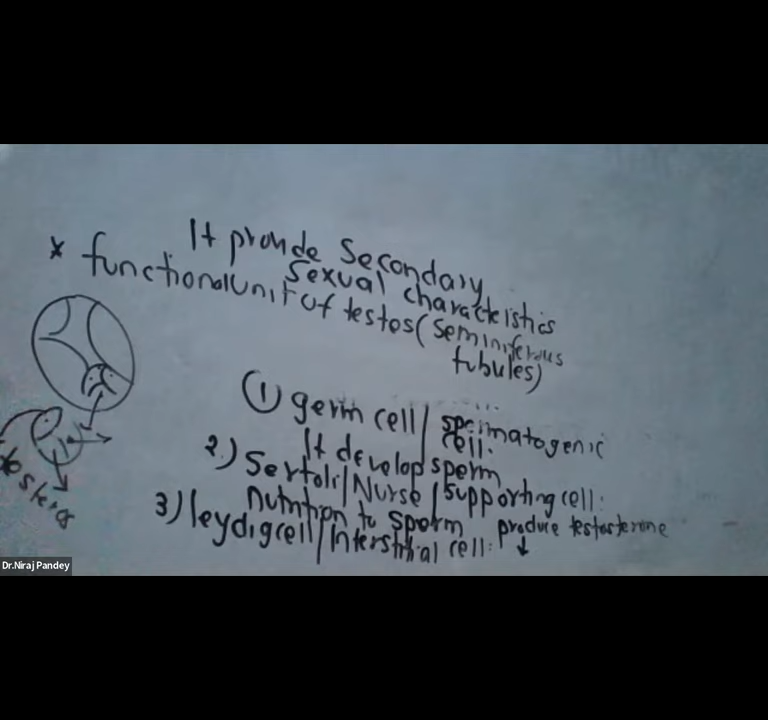 It provide Secondary
Sexual characteristics
* functional unit of testes (seminiferous
tubules)
① germ cell / spermatogenic
cell:
It develop sperm
2.) Sertoli / Nurse / Supporting cell:
nutrition to sperm
3) leydig cell / Interstitial cell: produce testosterone
↓
testes
Dr.Niraj Pandey